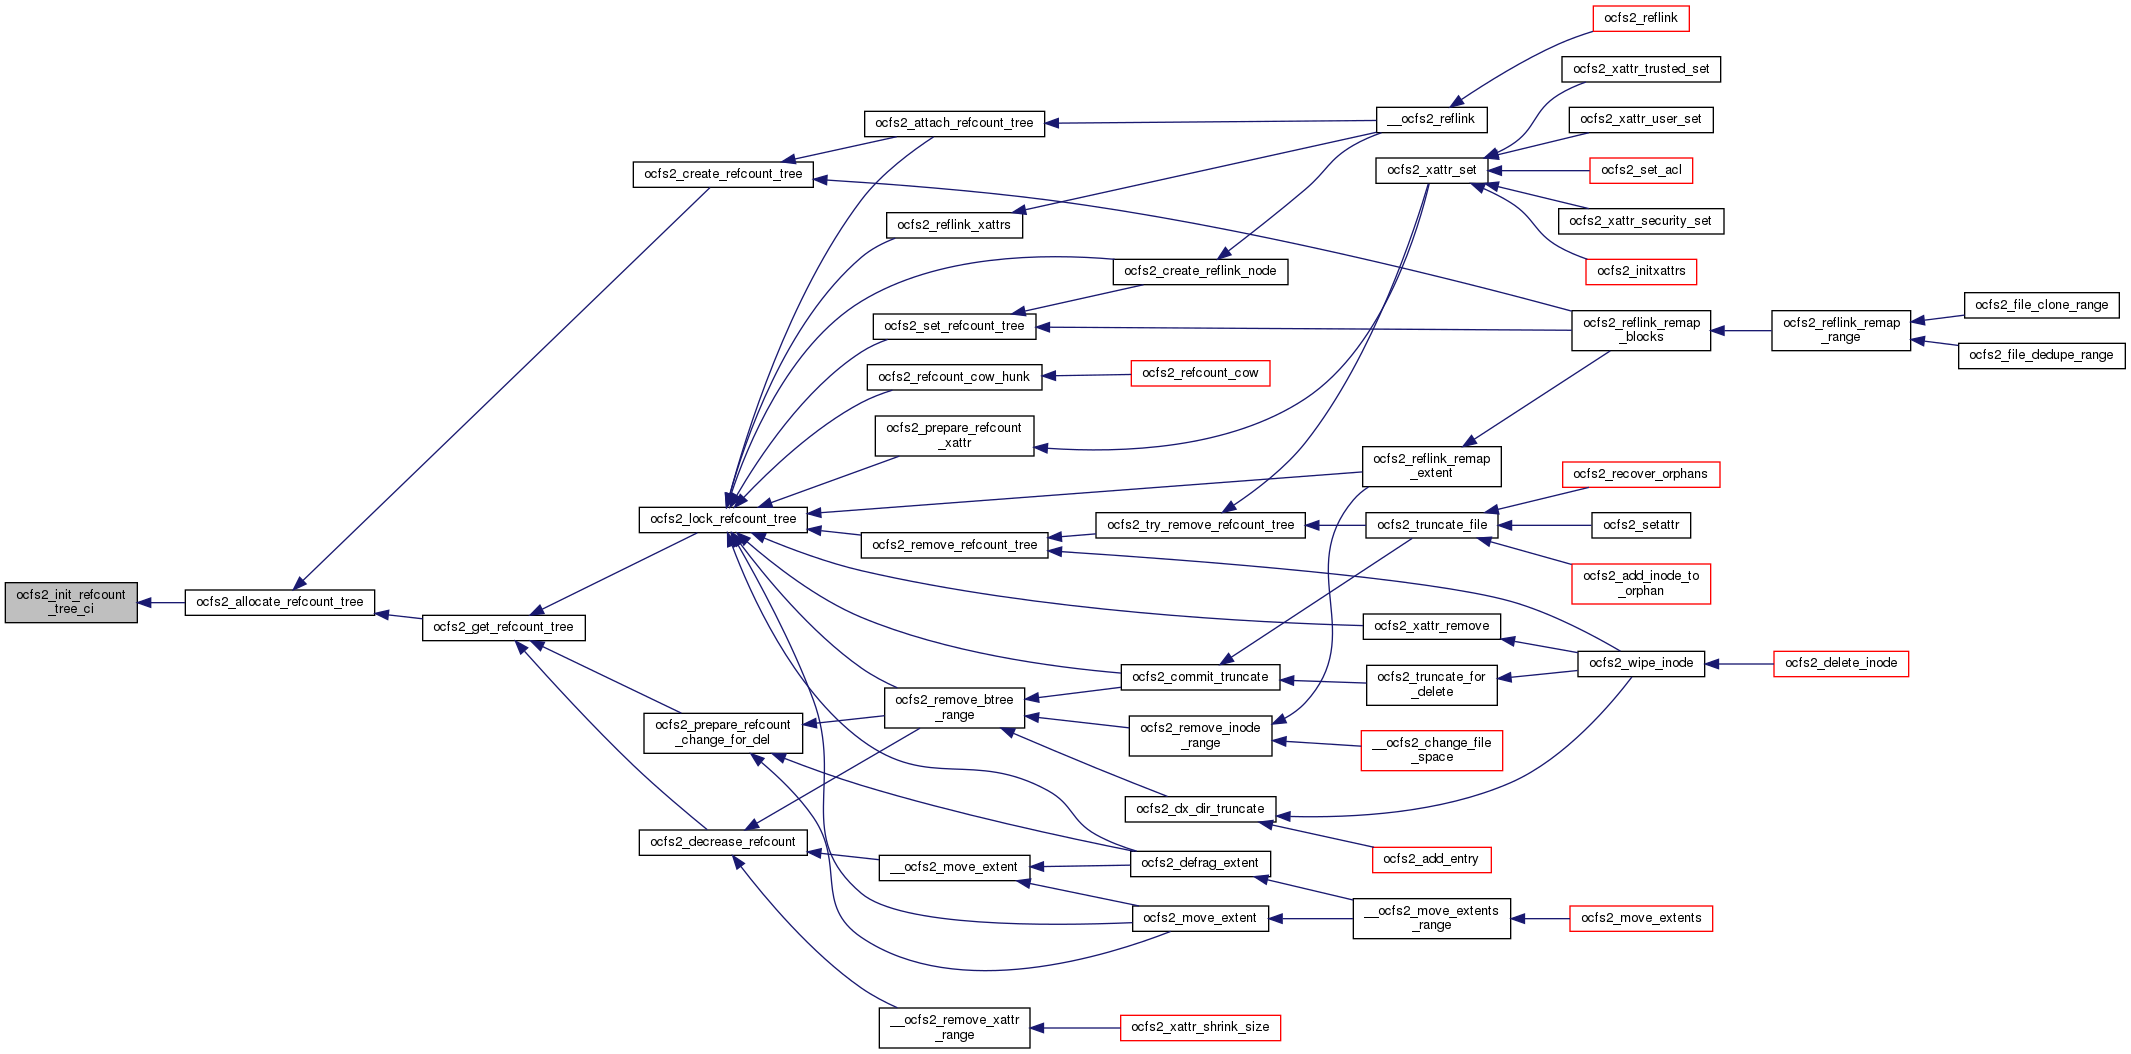 ocfs2_init_refcount
_tree_ci
ocfs2_allocate_refcount_tree
ocfs2_get_refcount_tree
ocfs2_create_refcount_tree
ocfs2_lock_refcount_tree
ocfs2_prepare_refcount
_change_for_del
ocfs2_decrease_refcount
ocfs2_attach_refcount_tree
ocfs2_reflink_xattrs
ocfs2_set_refcount_tree
ocfs2_refcount_cow_hunk
ocfs2_prepare_refcount
_xattr
ocfs2_remove_refcount_tree
ocfs2_remove_btree
_range
__ocfs2_move_extent
__ocfs2_remove_xattr
_range
ocfs2_create_reflink_node
ocfs2_refcount_cow
ocfs2_try_remove_refcount_tree
ocfs2_commit_truncate
ocfs2_remove_inode
_range
ocfs2_dx_dir_truncate
ocfs2_defrag_extent
ocfs2_move_extent
ocfs2_xattr_shrink_size
__ocfs2_reflink
ocfs2_xattr_set
ocfs2_reflink_remap
_extent
ocfs2_truncate_file
ocfs2_xattr_remove
ocfs2_truncate_for
_delete
__ocfs2_change_file
_space
ocfs2_add_entry
__ocfs2_move_extents
_range
ocfs2_reflink
ocfs2_xattr_trusted_set
ocfs2_xattr_user_set
ocfs2_set_acl
ocfs2_xattr_security_set
ocfs2_initxattrs
ocfs2_reflink_remap
_blocks
ocfs2_recover_orphans
ocfs2_setattr
ocfs2_add_inode_to
_orphan
ocfs2_wipe_inode
ocfs2_move_extents
ocfs2_reflink_remap
_range
ocfs2_delete_inode
ocfs2_file_clone_range
ocfs2_file_dedupe_range